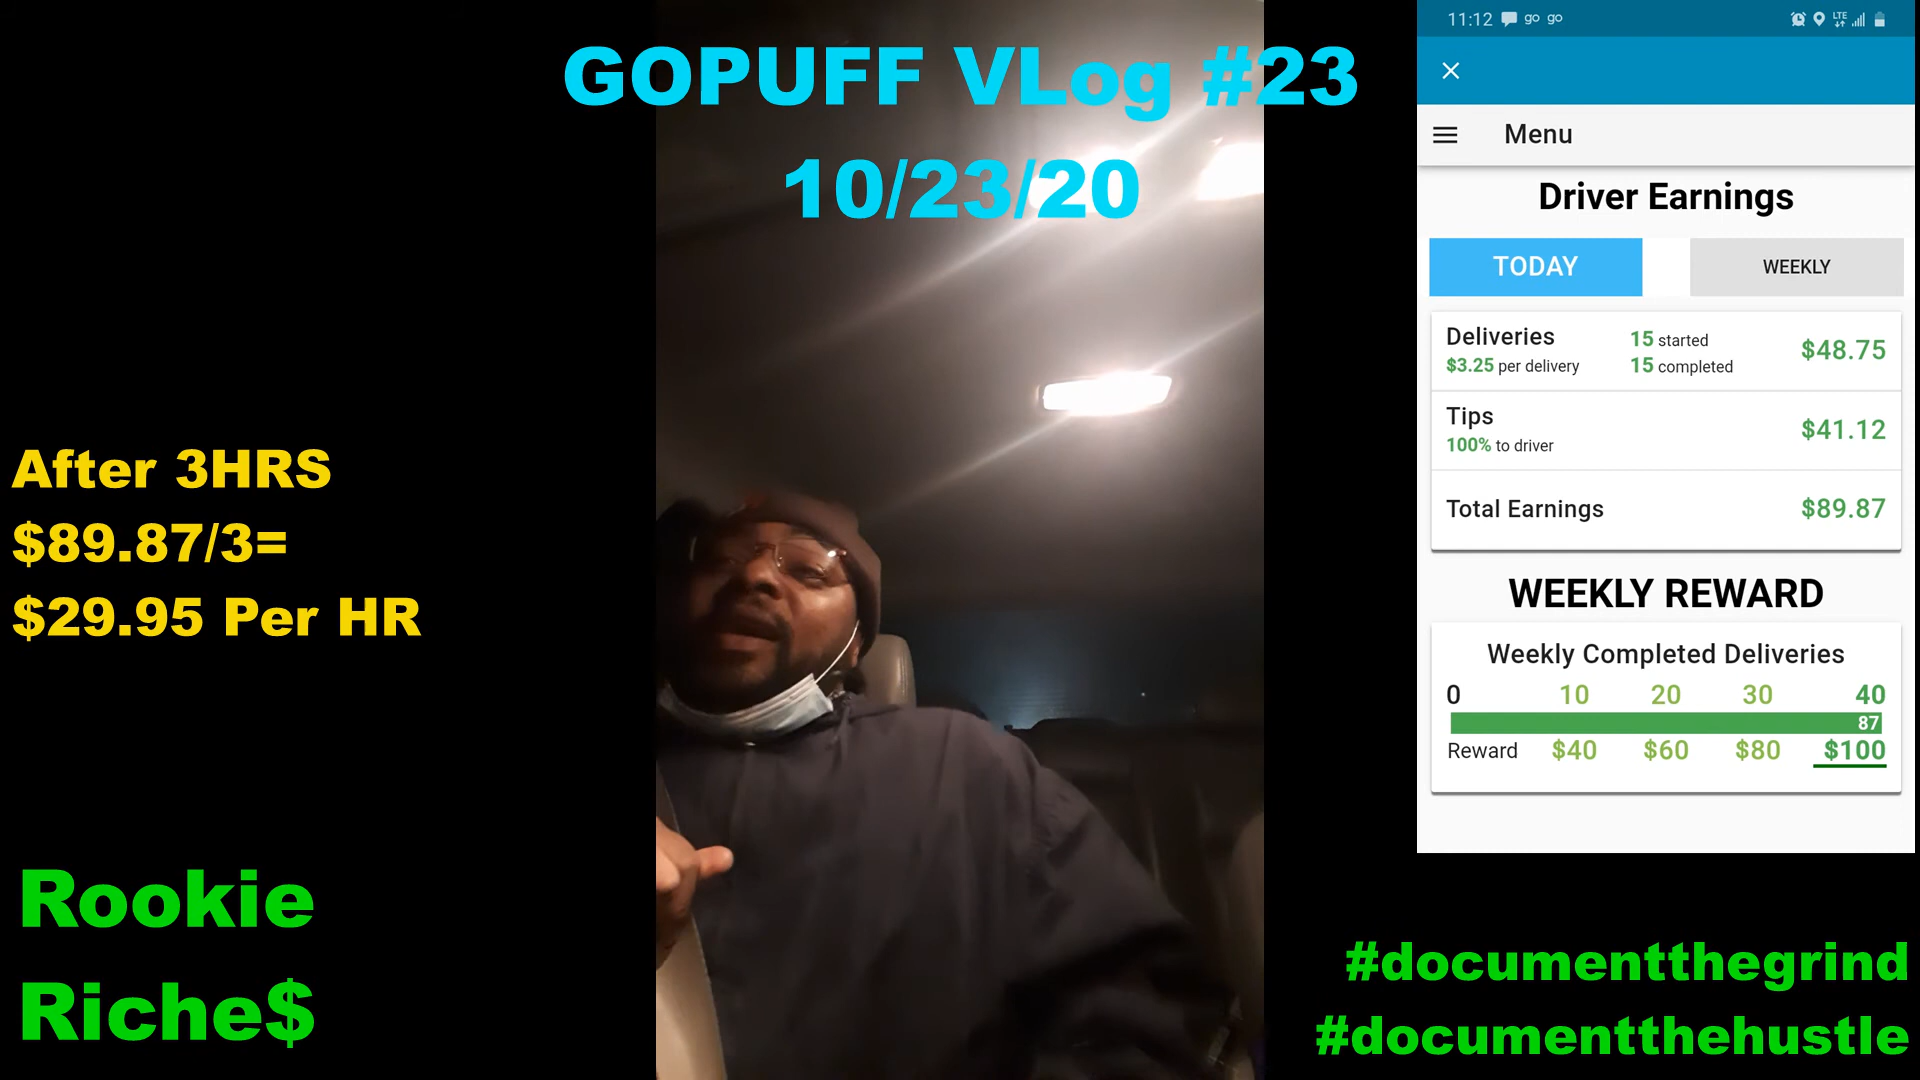 GOPUFF VLog #23
10/23/20
After 3HRS
$89.87/3=
$29.95 Per HR
Rookie
Riche$
11:12 go go LTE
Menu
Driver Earnings
TODAY WEEKLY
Deliveries 15 started $48.75
$3.25 per delivery 15 completed
Tips $41.12
100% to driver
Total Earnings $89.87
WEEKLY REWARD
Weekly Completed Deliveries
0 10 20 30 40
87
Reward $40 $60 $80 $100
#documentthegrind
#documentthehustle